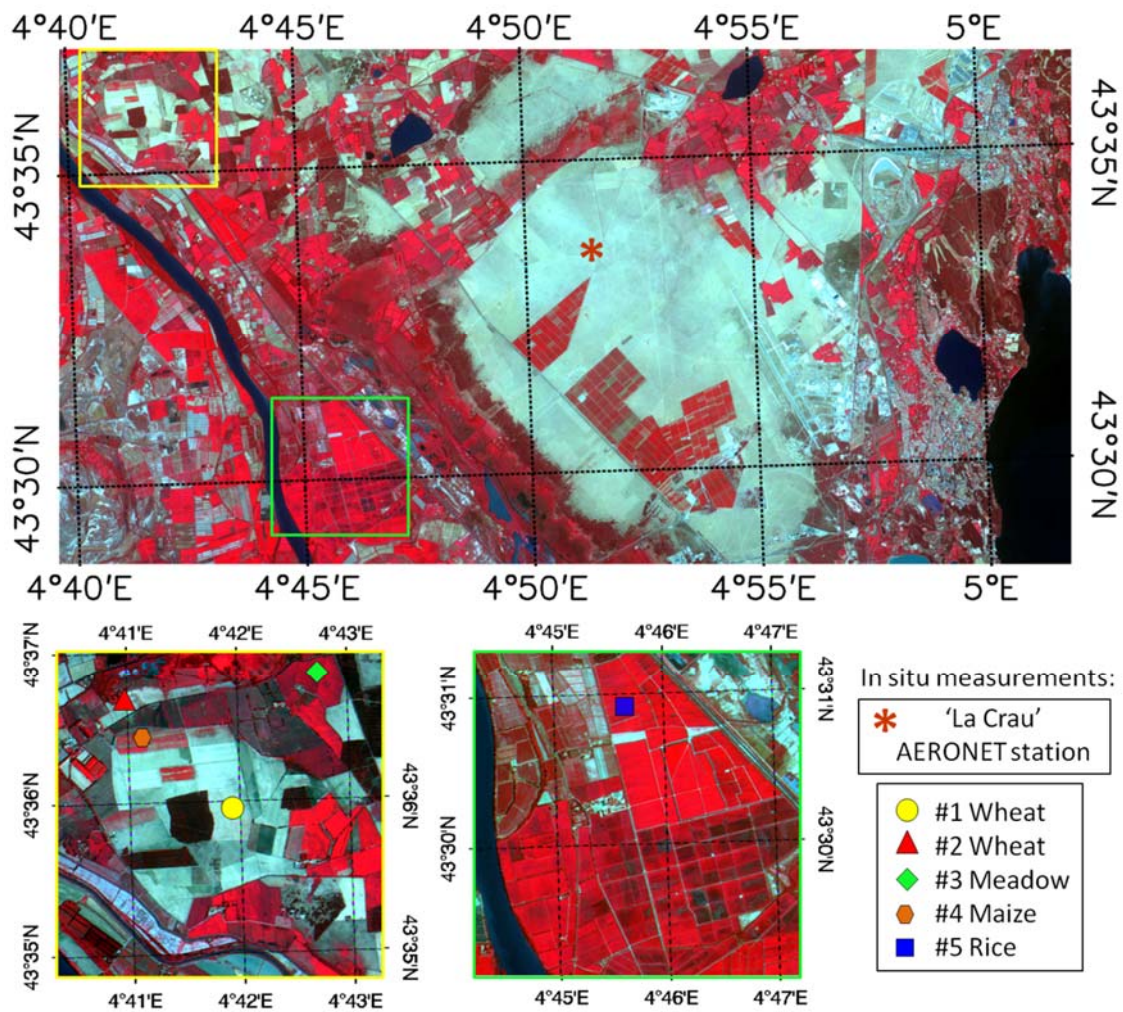 4°40′E 4°45′E 4°50′E 4°55′E 5°E
43°35′N
43°35′N
43°30′N
43°30′N
4°40′E 4°45′E 4°50′E 4°55′E 5°E
4°41′E 4°42′E 4°43′E
43°37′N
43°36′N
43°36′N
43°35′N
43°35′N
4°41′E 4°42′E 4°43′E
4°45′E 4°46′E 4°47′E
43°31′N
43°31′N
43°30′N
43°30′N
4°45′E 4°46′E 4°47′E
In situ measurements:
‘La Crau’
AERONET station
#1 Wheat
#2 Wheat
#3 Meadow
#4 Maize
#5 Rice